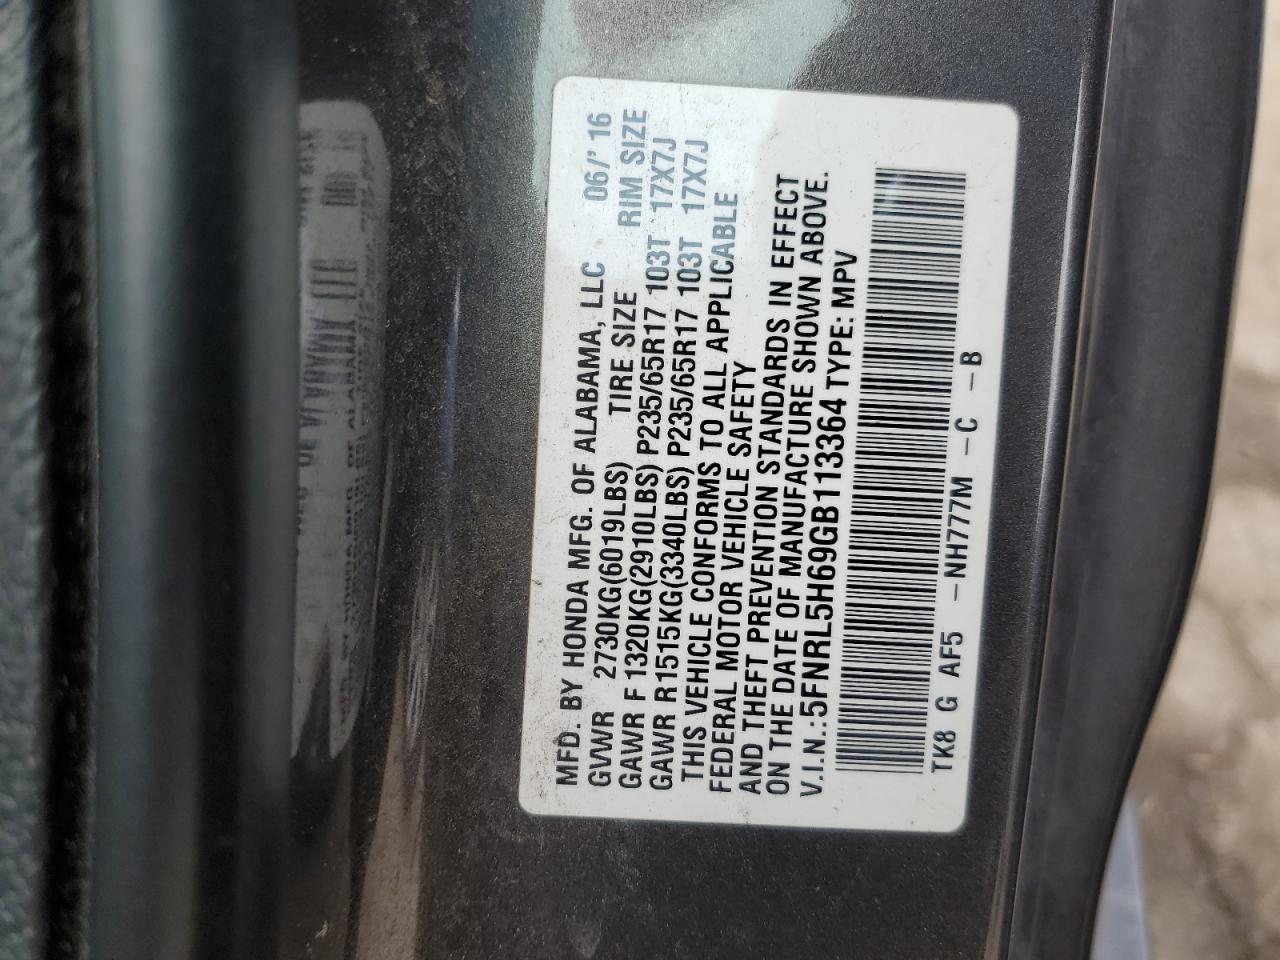 MFD. BY HONDA MFG. OF ALABAMA, LLC 06/'16
GVWR 2730KG(6019LBS) TIRE SIZE RIM SIZE
GAWR F 1320KG(2910LBS) P235/65R17 103T 17X7J
GAWR R1515KG(3340LBS) P235/65R17 103T 17X7J
THIS VEHICLE CONFORMS TO ALL APPLICABLE
FEDERAL MOTOR VEHICLE SAFETY
AND THEFT PREVENTION STANDARDS IN EFFECT
ON THE DATE OF MANUFACTURE SHOWN ABOVE.
V.I.N.:5FNRL5H69GB113364 TYPE: MPV
TK8 G AF5 -NH777M -C -B